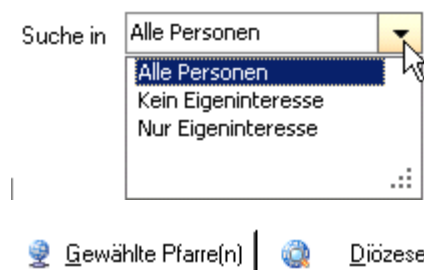 Suche in Alle Personen
Alle Personen
Kein Eigeninteresse
Nur Eigeninteresse
Gewählte Pfarre(n) Diözese